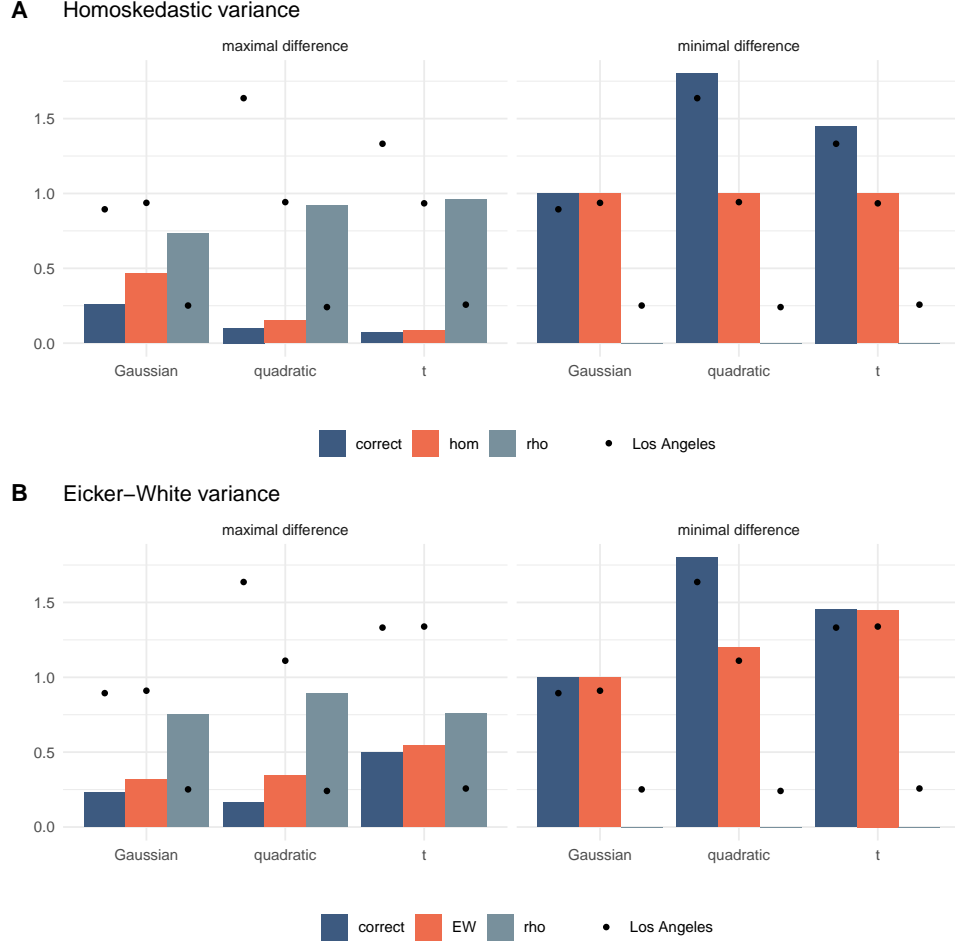 A Homoskedastic variance
maximal difference minimal difference
1.5
1.0
0.5
0.0
Gaussian quadratic t Gaussian quadratic t
correct hom rho Los Angeles
B Eicker−White variance
maximal difference minimal difference
1.5
1.0
0.5
0.0
Gaussian quadratic t Gaussian quadratic t
correct EW rho Los Angeles